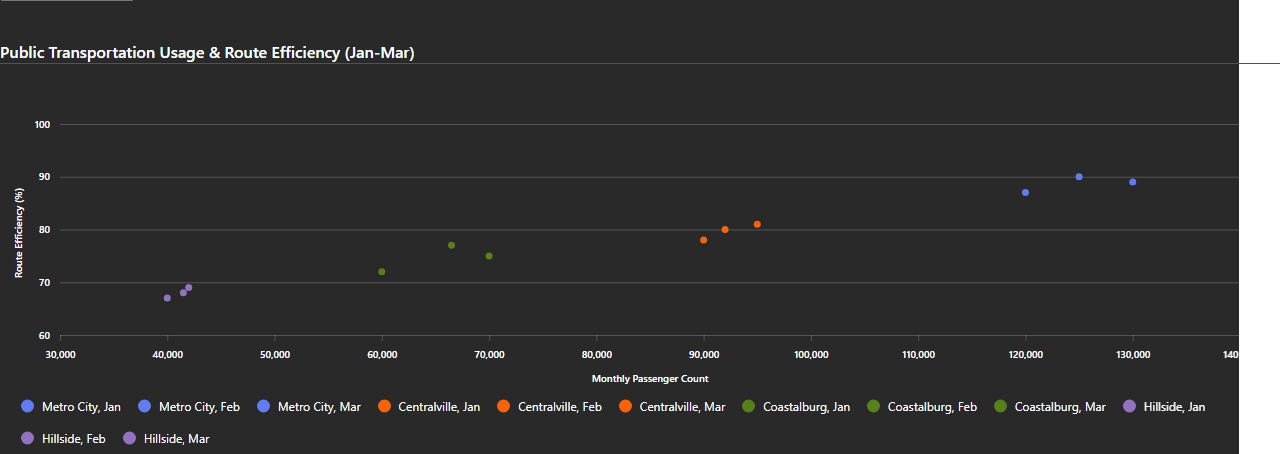 Public Transportation Usage & Route Efficiency (Jan-Mar)
100
90
80
70
60
Route Efficiency (%)
30,000 40,000 50,000 60,000 70,000 80,000 90,000 100,000 110,000 120,000 130,000 140
Monthly Passenger Count
Metro City, Jan Metro City, Feb Metro City, Mar Centralville, Jan Centralville, Feb Centralville, Mar Coastalburg, Jan Coastalburg, Feb Coastalburg, Mar Hillside, Jan
Hillside, Feb Hillside, Mar